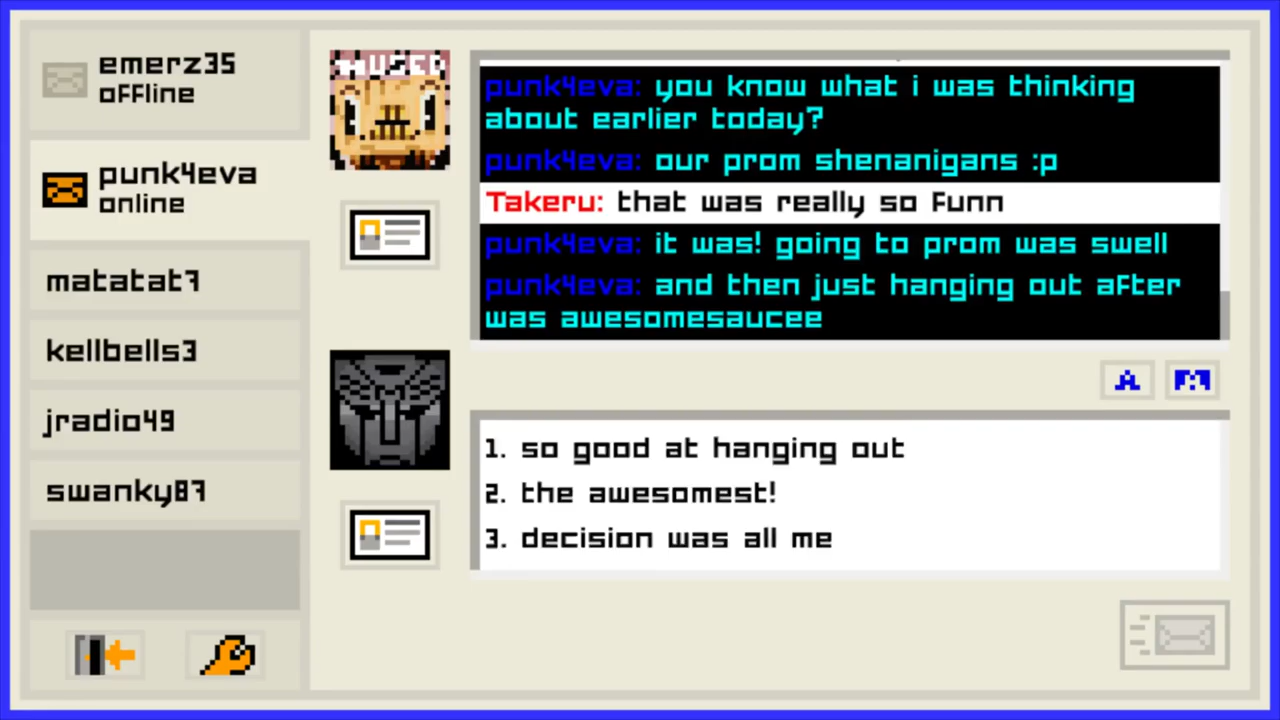 emerz35
offline
punk4eva
online
matatat7
kellbells3
jradio49
swanky87
USED
punk4eva: you know what i was thinking
about earlier today?
punk4eva: our prom shenanigans :p
Takeru: that was really so funn
punk4eva: it was! going to prom was swell
punk4eva: and then just hanging out after
was awesomesaucee
A
M
1. so good at hanging out
2. the awesomest!
3. decision was all me